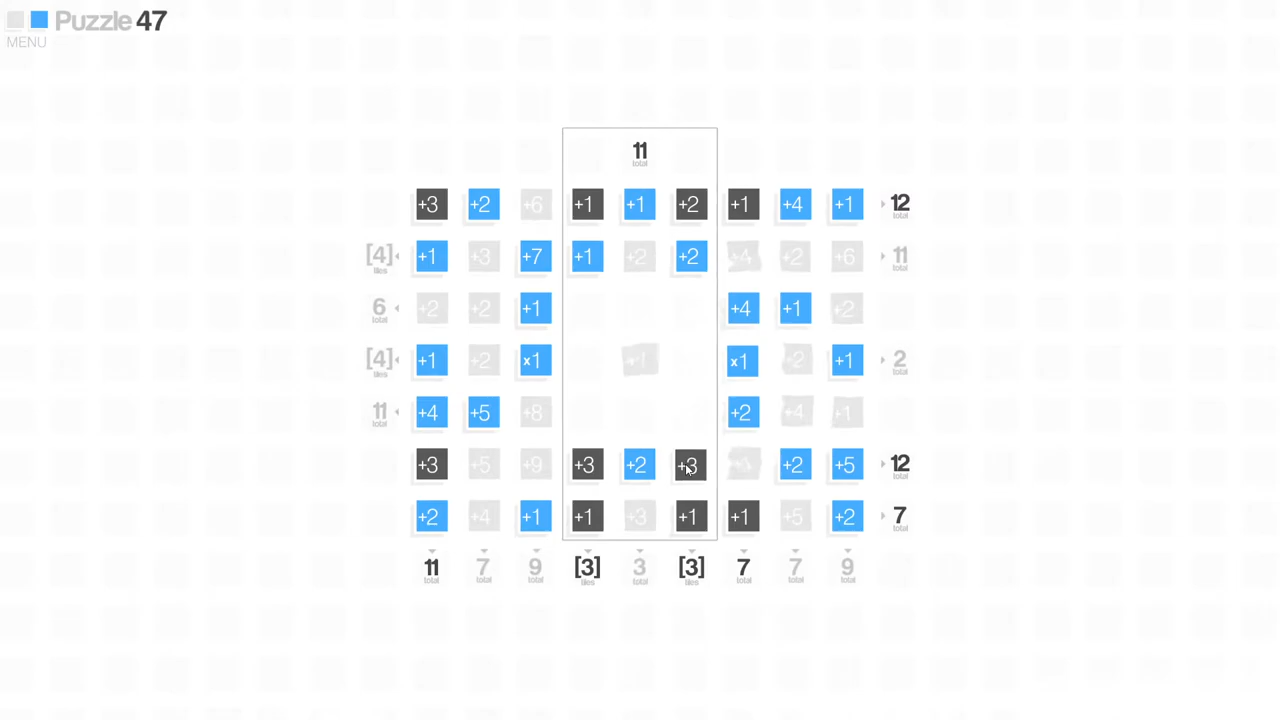 Puzzle 47
MENU
11
total
+3 +2 +6 +1 +1 +2 +1 +4 +1 12
total
[4] +1 +3 +7 +1 +2 +2 +4 +2 +6 11
tiles total
6 +2 +2 +1 +4 +1 +2
total
[4] +1 +2 x1 +1 x1 +2 +1 2
tiles total
11 +4 +5 +8 +2 +4 +1
total
+3 +5 +9 +3 +2 +3 +2 +5 12
total
+2 +4 +1 +1 +3 +1 +1 +5 +2 7
total
11 7 9 [3] 3 [3] 7 7 9
total total total tiles total tiles total total total